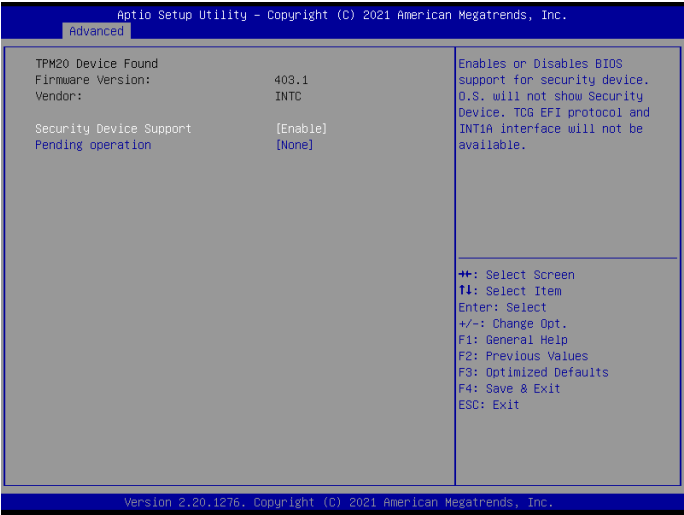 Aptio Setup Utility – Copyright (C) 2021 American Megatrends, Inc.
Advanced
TPM20 Device Found
Firmware Version: 403.1
Vendor: INTC
Security Device Support [Enable]
Pending operation [None]
Enables or Disables BIOS
support for security device.
O.S. will not show Security
Device. TCG EFI protocol and
INT1A interface will not be
available.
→←: Select Screen
↑↓: Select Item
Enter: Select
+/-: Change Opt.
F1: General Help
F2: Previous Values
F3: Optimized Defaults
F4: Save & Exit
ESC: Exit
Version 2.20.1276. Copyright (C) 2021 American Megatrends, Inc.